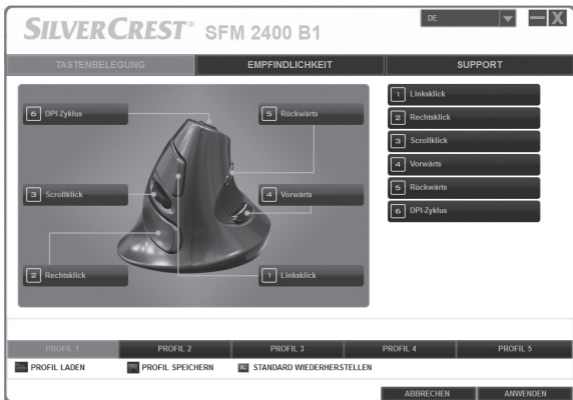 SILVERCREST® SFM 2400 B1
DE
X
TASTENBELEGUNG EMPFINDLICHKEIT SUPPORT
6 DPI-Zyklus
5 Rückwärts
3 Scrollklick
4 Vorwärts
2 Rechtsklick
1 Linksklick
1 Linksklick
2 Rechtsklick
3 Scrollklick
4 Vorwärts
5 Rückwärts
6 DPI-Zyklus
PROFIL 1 PROFIL 2 PROFIL 3 PROFIL 4 PROFIL 5
PROFIL LADEN PROFIL SPEICHERN STANDARD WIEDERHERSTELLEN
ABBRECHEN ANWENDEN